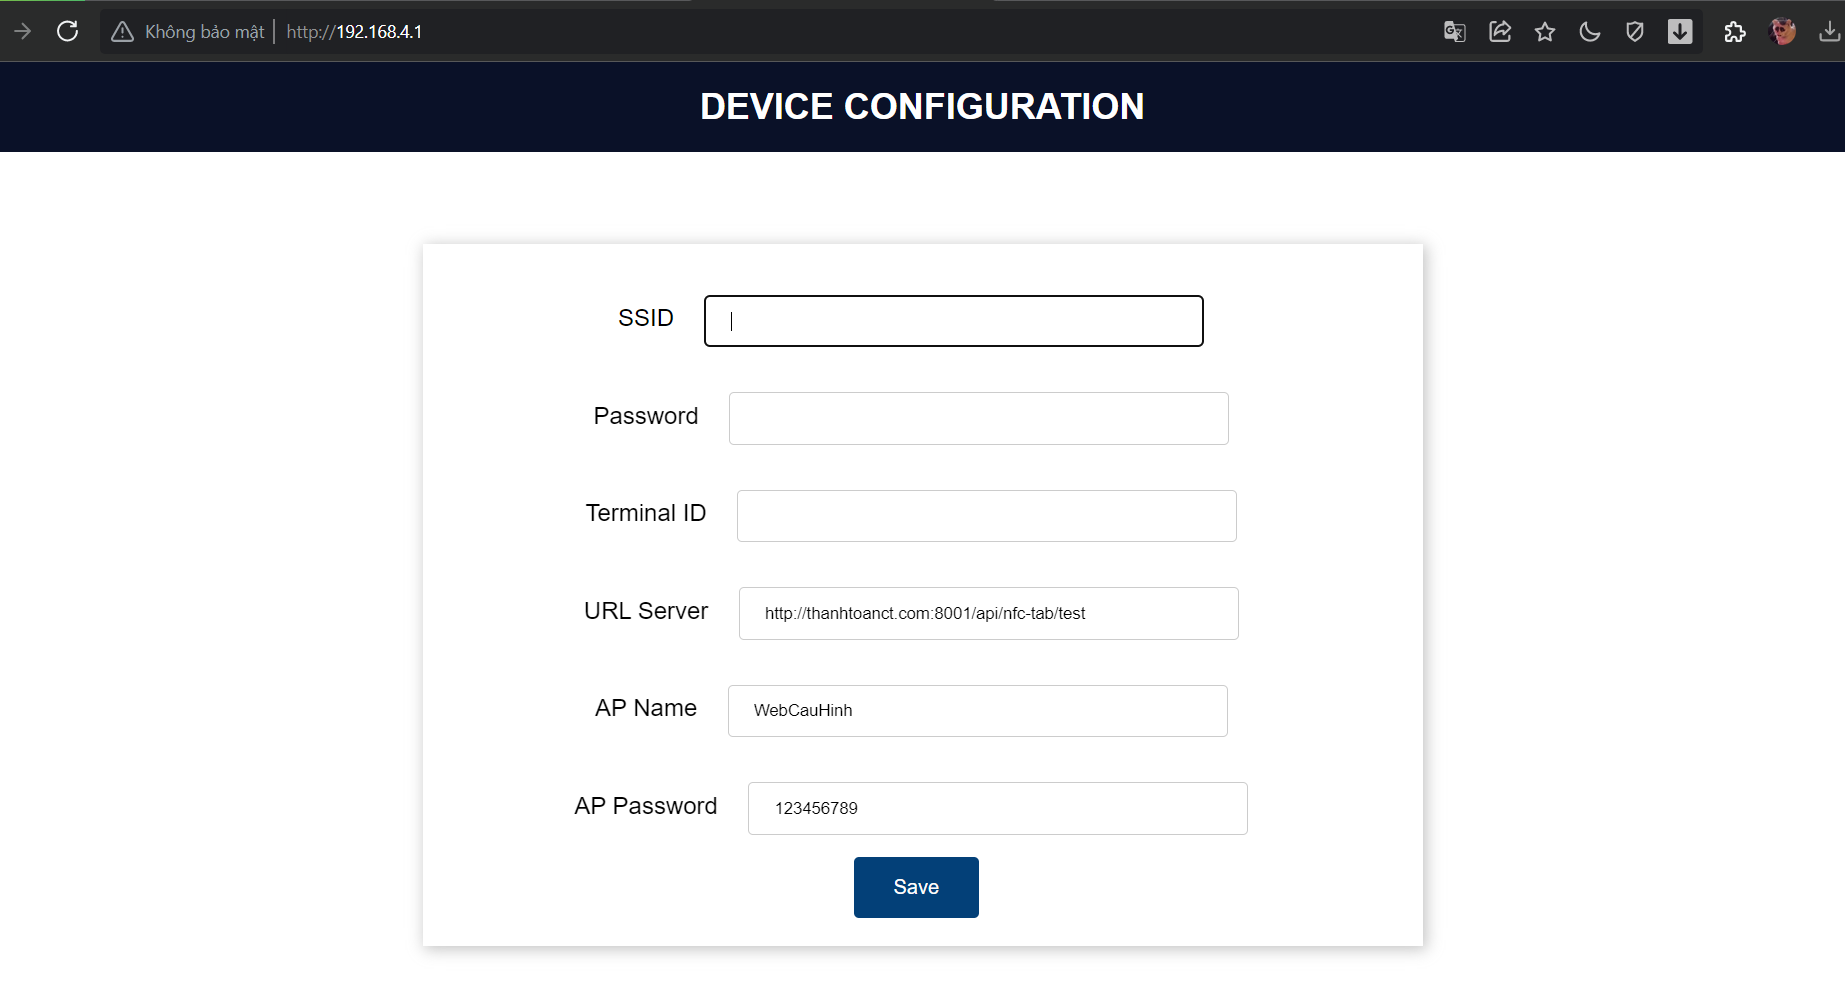 Không bảo mật http://192.168.4.1
DEVICE CONFIGURATION
SSID
Password
Terminal ID
URL Server http://thanhtoanct.com:8001/api/nfc-tab/test
AP Name WebCauHinh
AP Password 123456789
Save